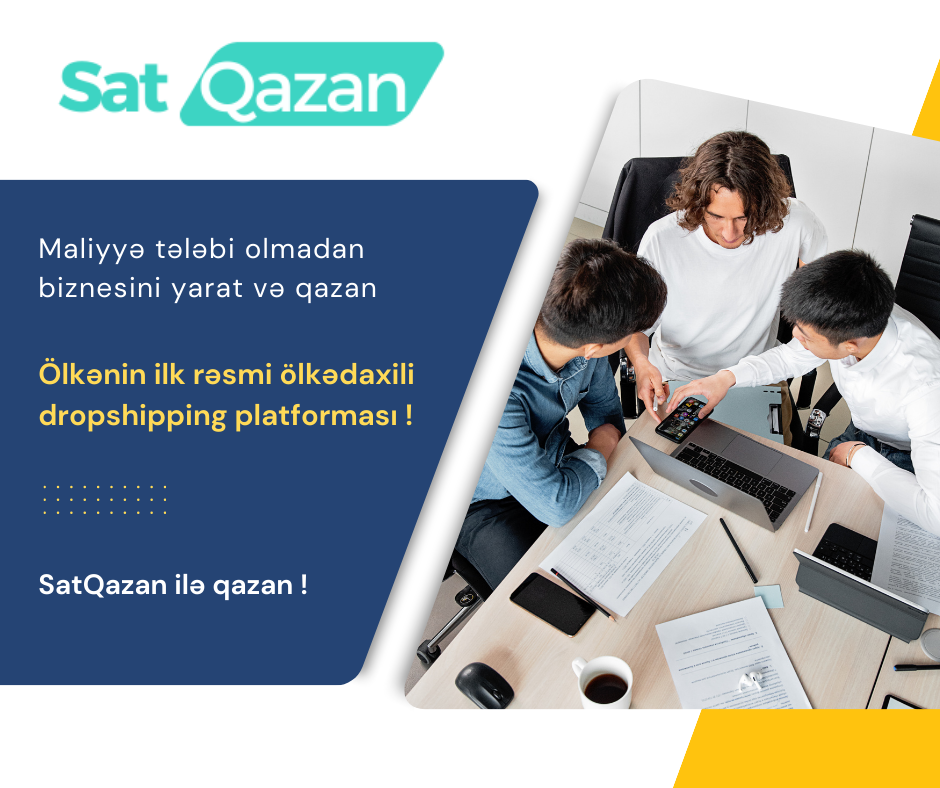 Sat Qazan
Maliyyə tələbi olmadan
biznesini yarat və qazan
Ölkənin ilk rəsmi ölkədaxili
dropshipping platforması !
SatQazan ilə qazan !